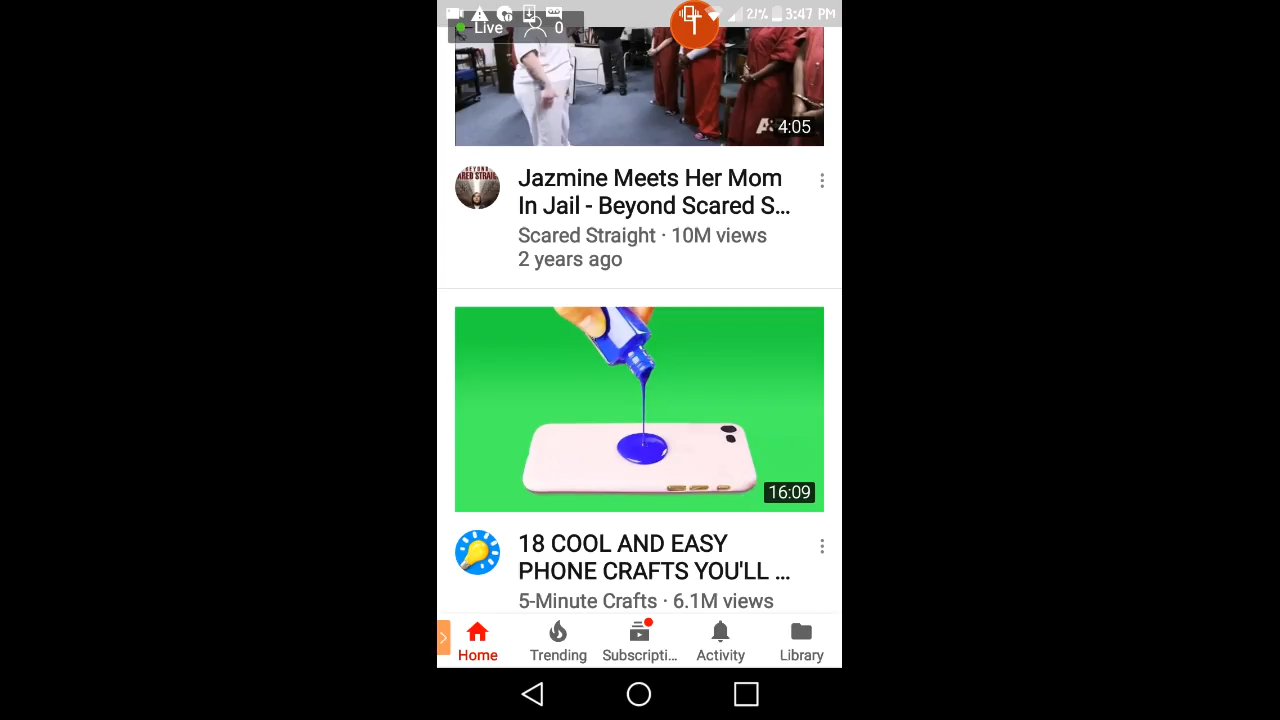 21% 3:47 PM
Live 0
4:05
BEYOND
Jazmine Meets Her Mom
In Jail - Beyond Scared S...
Scared Straight · 10M views
2 years ago
16:09
18 COOL AND EASY
PHONE CRAFTS YOU'LL ...
5-Minute Crafts · 6.1M views
Home Trending Subscripti... Activity Library